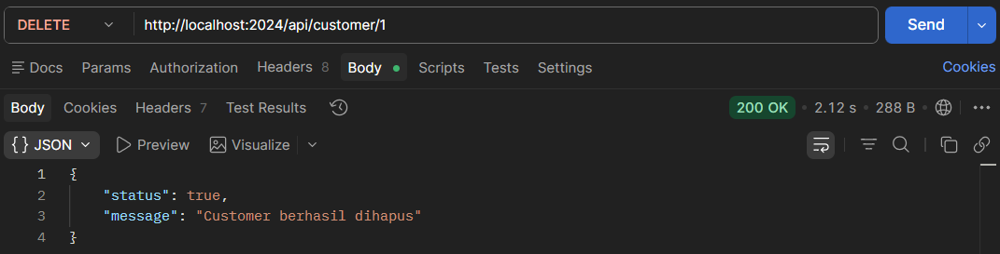 DELETE http://localhost:2024/api/customer/1 Send
Docs Params Authorization Headers 8 Body Scripts Tests Settings Cookies
Body Cookies Headers 7 Test Results 200 OK 2.12 s 288 B
{} JSON Preview Visualize
1 {
2 "status": true,
3 "message": "Customer berhasil dihapus"
4 }